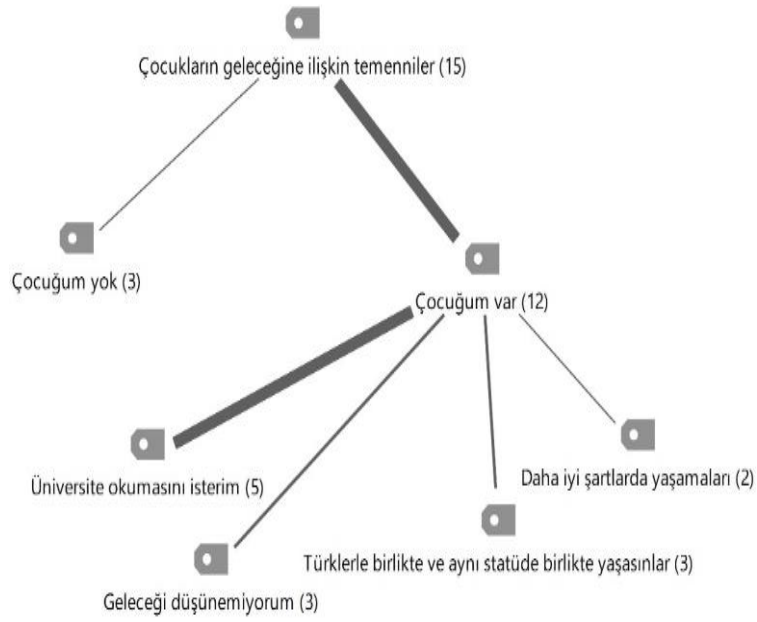 Çocukların geleceğine ilişkin temenniler (15)
Çocuğum yok (3)
Çocuğum var (12)
Üniversite okumasını isterim (5)
Daha iyi şartlarda yaşamaları (2)
Türklerle birlikte ve aynı statüde birlikte yaşasınlar (3)
Geleceği düşünemiyorum (3)